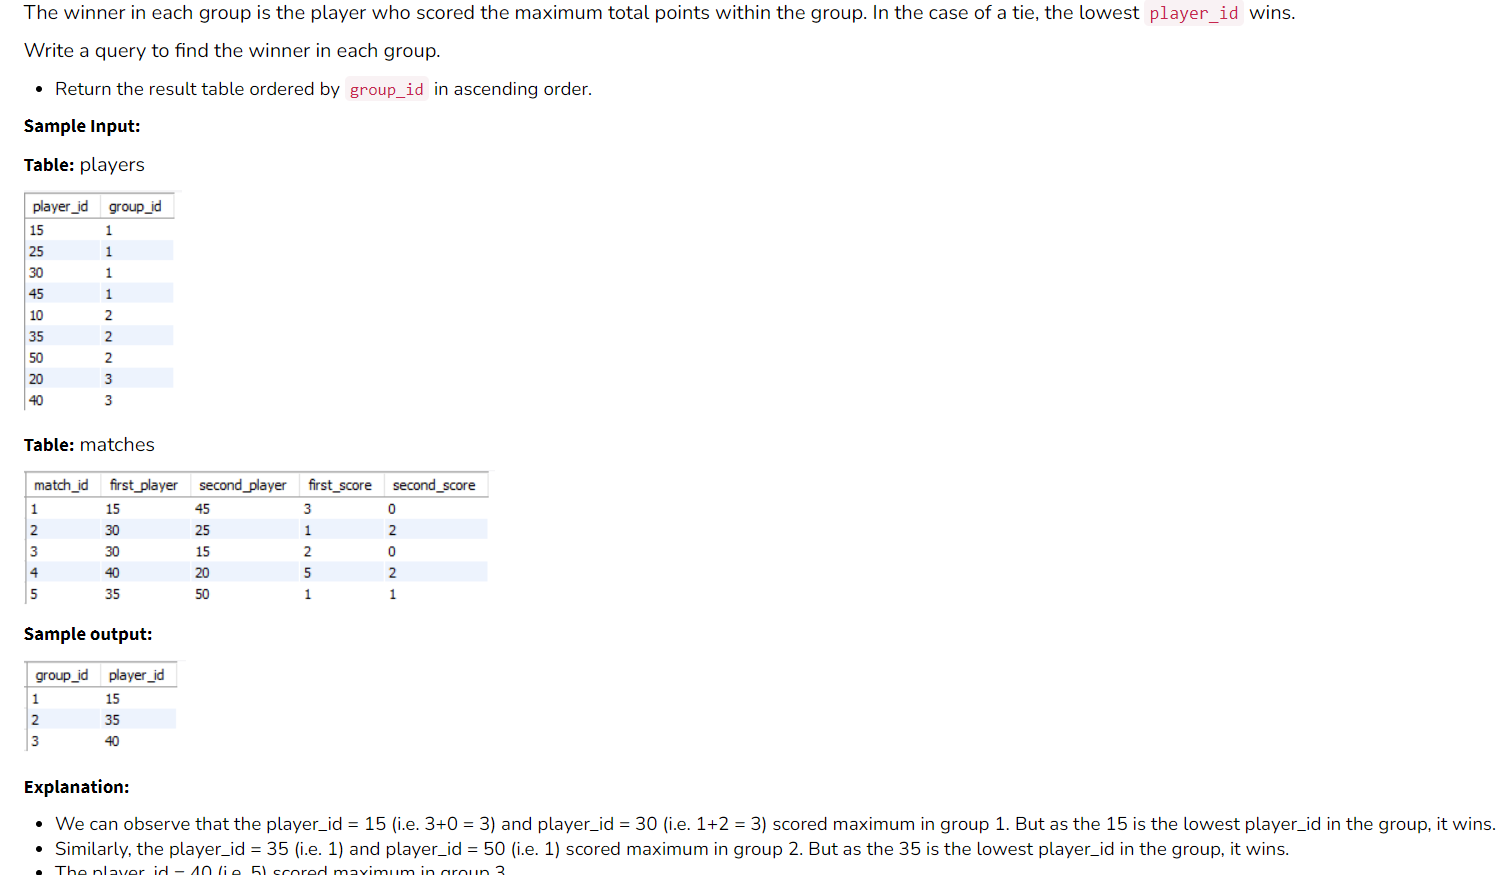 The winner in each group is the player who scored the maximum total points within the group. In the case of a tie, the lowest player_id wins.
Write a query to find the winner in each group.
• Return the result table ordered by group_id in ascending order.
Sample Input:
Table: players
player_id group_id
15 1
25 1
30 1
45 1
10 2
35 2
50 2
20 3
40 3
Table: matches
match_id first_player second_player first_score second_score
1 15 45 3 0
2 30 25 1 2
3 30 15 2 0
4 40 20 5 2
5 35 50 1 1
Sample output:
group_id player_id
1 15
2 35
3 40
Explanation:
• We can observe that the player_id = 15 (i.e. 3+0 = 3) and player_id = 30 (i.e. 1+2 = 3) scored maximum in group 1. But as the 15 is the lowest player_id in the group, it wins.
• Similarly, the player_id = 35 (i.e. 1) and player_id = 50 (i.e. 1) scored maximum in group 2. But as the 35 is the lowest player_id in the group, it wins.
• The player_id = 40 (i.e. 5) scored maximum in group 3